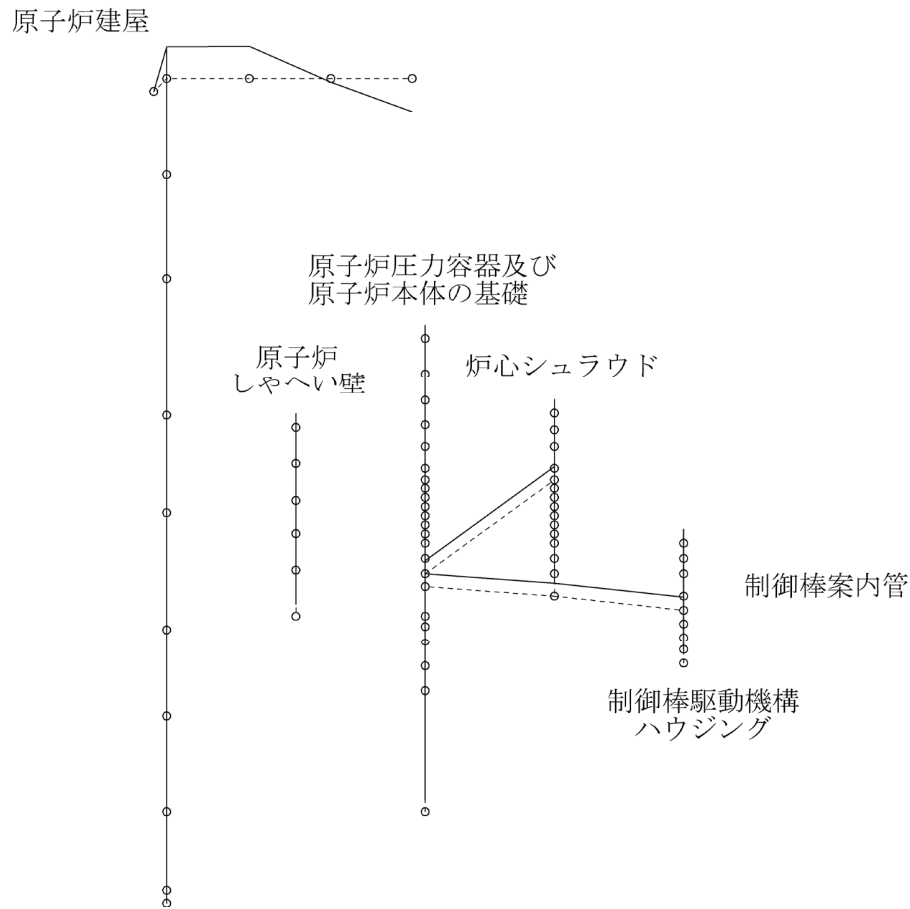 原子炉建屋
原子炉圧力容器及び
原子炉本体の基礎
原子炉
しゃへい壁
炉心シュラウド
制御棒案内管
制御棒駆動機構
ハウジング